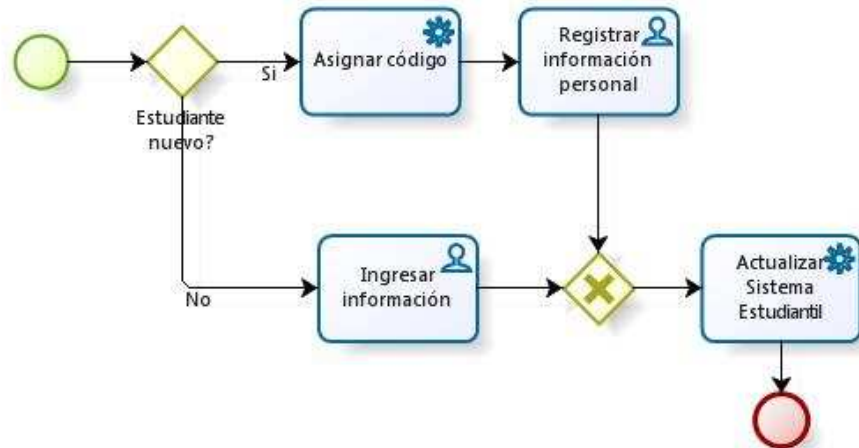 Asignar código
Registrar
información
personal
Si
Estudiante
nuevo?
Ingresar
información
No
Actualizar
Sistema
Estudiantil